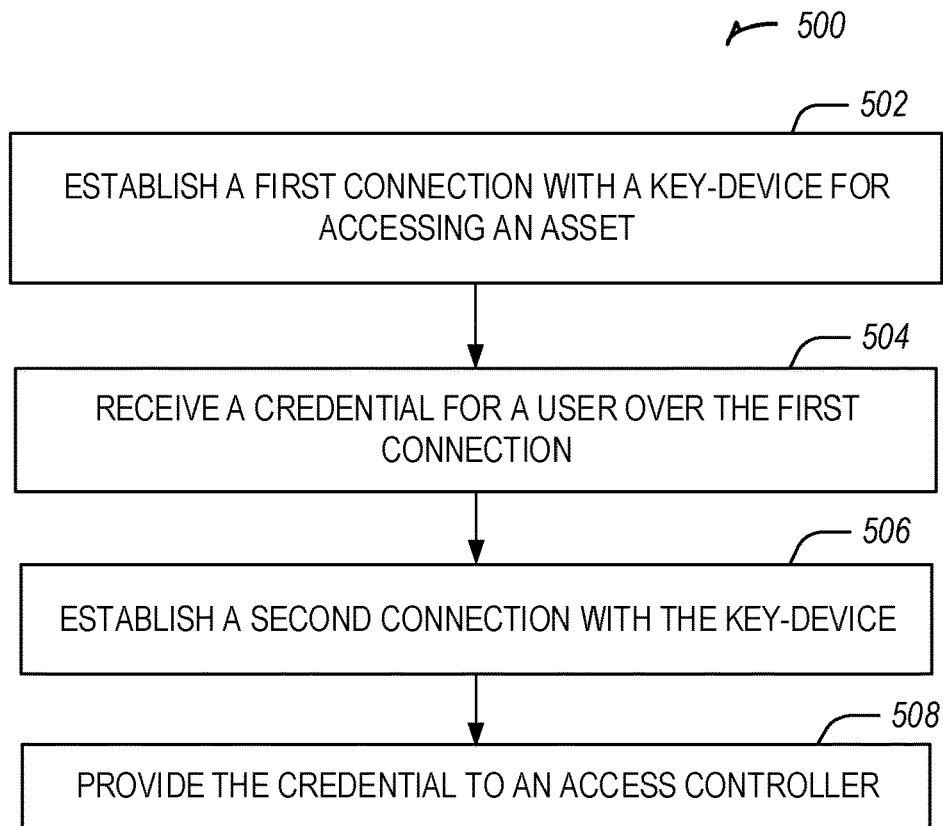 500
502
ESTABLISH A FIRST CONNECTION WITH A KEY-DEVICE FOR
ACCESSING AN ASSET
504
RECEIVE A CREDENTIAL FOR A USER OVER THE FIRST
CONNECTION
506
ESTABLISH A SECOND CONNECTION WITH THE KEY-DEVICE
508
PROVIDE THE CREDENTIAL TO AN ACCESS CONTROLLER